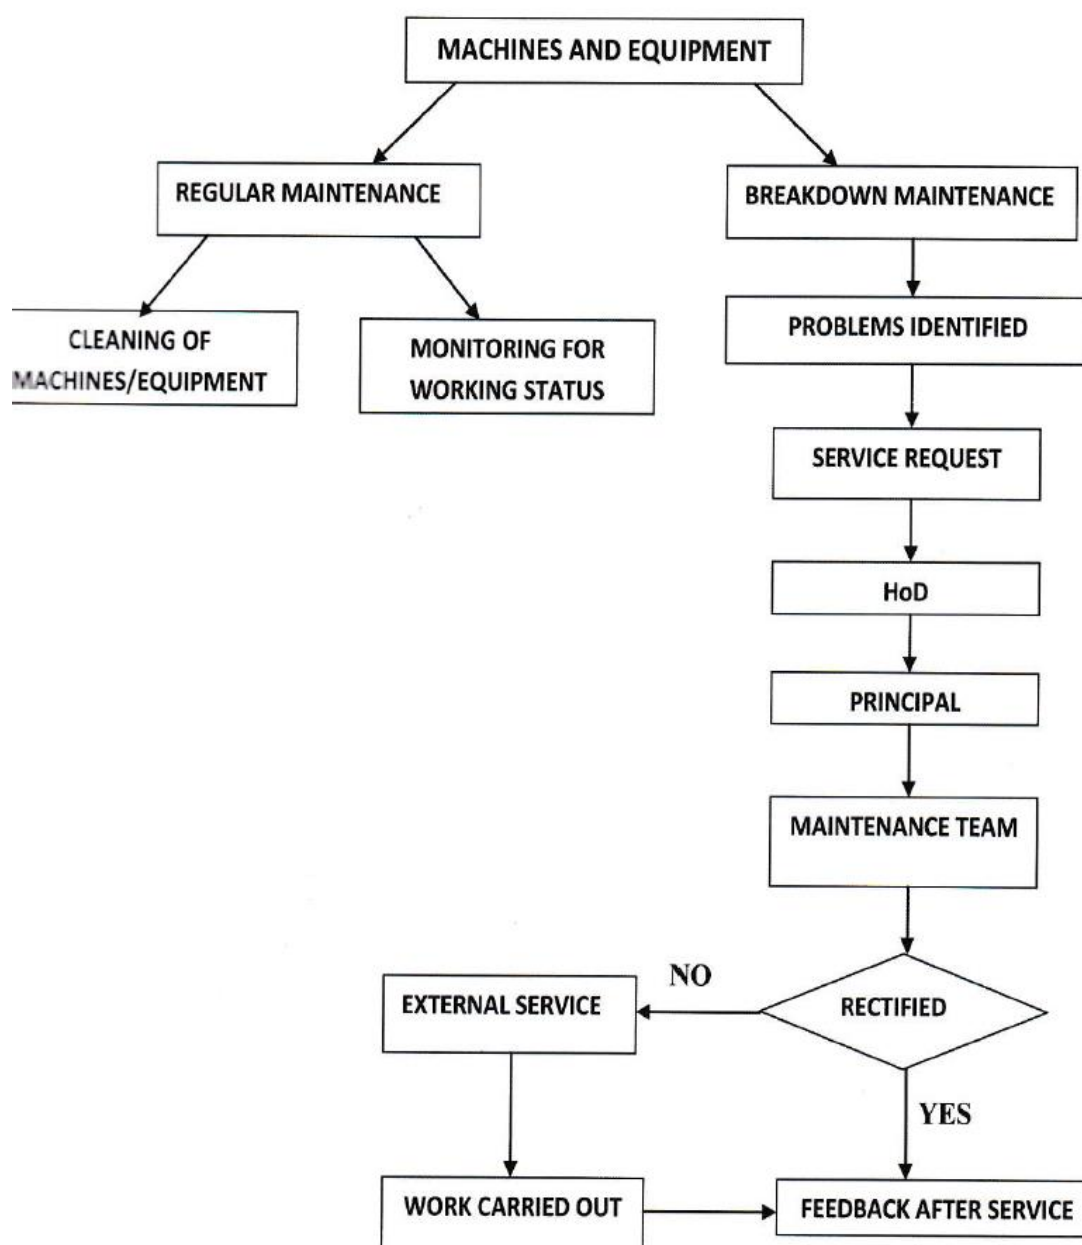 MACHINES AND EQUIPMENT
REGULAR MAINTENANCE
BREAKDOWN MAINTENANCE
CLEANING OF
MACHINES/EQUIPMENT
MONITORING FOR
WORKING STATUS
PROBLEMS IDENTIFIED
SERVICE REQUEST
HoD
PRINCIPAL
MAINTENANCE TEAM
RECTIFIED
NO
EXTERNAL SERVICE
YES
WORK CARRIED OUT
FEEDBACK AFTER SERVICE